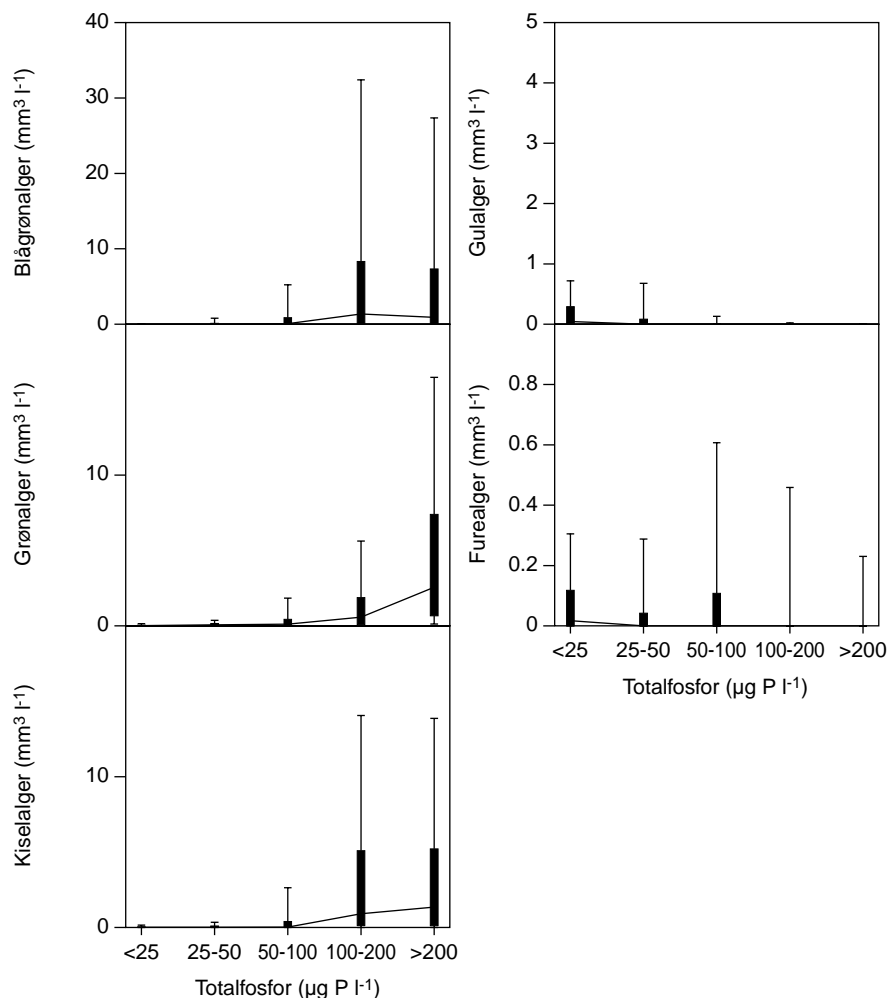 Blågrønalger (mm³ l⁻¹)
40
30
20
10
0
Grønalger (mm³ l⁻¹)
10
0
Kiselalger (mm³ l⁻¹)
10
0
<25 25-50 50-100 100-200 >200
Totalfosfor (µg P l⁻¹)
Gulalger (mm³ l⁻¹)
5
4
3
2
1
0
Furealger (mm³ l⁻¹)
0.8
0.6
0.4
0.2
0
<25 25-50 50-100 100-200 >200
Totalfosfor (µg P l⁻¹)